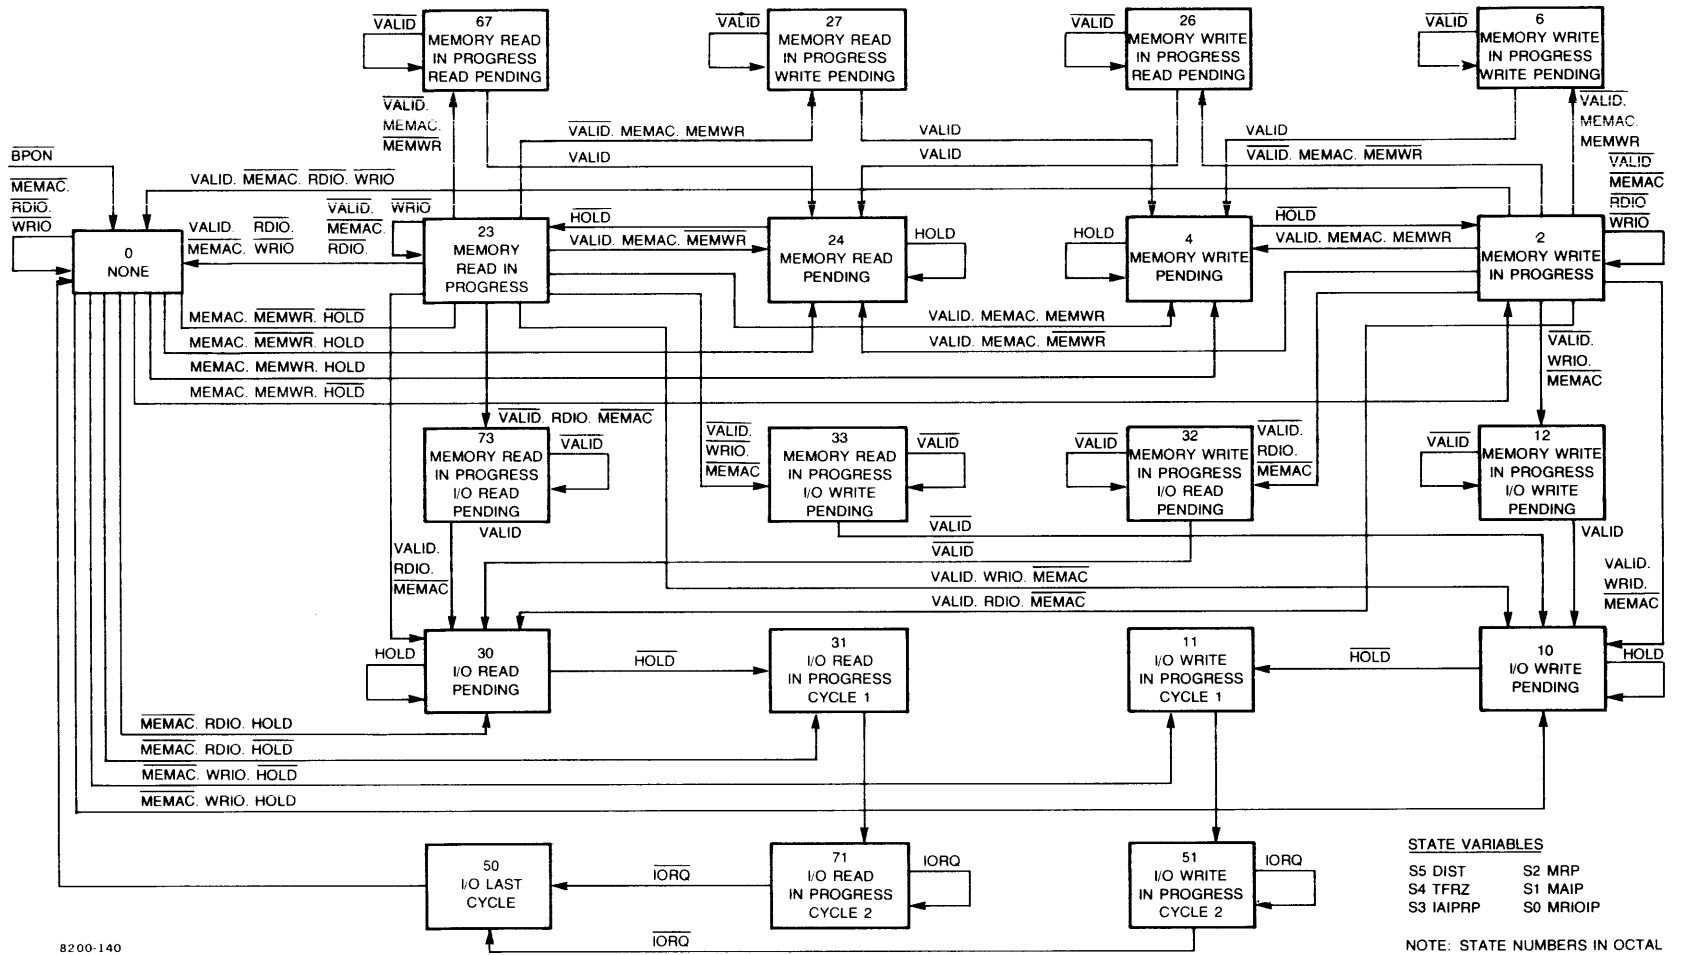 VALID
67
MEMORY READ
IN PROGRESS
READ PENDING
VALID
27
MEMORY READ
IN PROGRESS
WRITE PENDING
VALID
26
MEMORY WRITE
IN PROGRESS
READ PENDING
VALID
6
MEMORY WRITE
IN PROGRESS
WRITE PENDING
VALID.
MEMAC.
MEMWR
VALID. MEMAC. MEMWR
VALID
VALID
VALID
VALID
VALID. MEMAC. MEMWR
VALID.
MEMAC.
MEMWR
BPON
MEMAC.
RDIO.
WRIO
VALID. MEMAC. RDIO. WRIO
VALID
MEMAC
RDIO
WRIO
0
NONE
VALID. RDIO.
MEMAC. WRIO
VALID.
MEMAC.
RDIO.
WRIO
23
MEMORY
READ IN
PROGRESS
HOLD
VALID. MEMAC. MEMWR
24
MEMORY READ
PENDING
HOLD
HOLD
4
MEMORY WRITE
PENDING
HOLD
VALID. MEMAC. MEMWR
2
MEMORY WRITE
IN PROGRESS
MEMAC. MEMWR. HOLD
VALID. MEMAC. MEMWR
MEMAC. MEMWR. HOLD
VALID. MEMAC. MEMWR
MEMAC. MEMWR. HOLD
MEMAC. MEMWR. HOLD
VALID.
WRIO.
MEMAC
VALID. RDIO. MEMAC
73
MEMORY READ
IN PROGRESS
I/O READ
PENDING
VALID
VALID.
WRIO.
MEMAC
33
MEMORY READ
IN PROGRESS
I/O WRITE
PENDING
VALID
VALID
32
MEMORY WRITE
IN PROGRESS
I/O READ
PENDING
VALID.
RDIO.
MEMAC
VALID
12
MEMORY WRITE
IN PROGRESS
I/O WRITE
PENDING
VALID
VALID
VALID
VALID
VALID.
RDIO.
MEMAC
VALID. WRIO. MEMAC
VALID. RDIO. MEMAC
VALID.
WRID.
MEMAC
HOLD
30
I/O READ
PENDING
HOLD
31
I/O READ
IN PROGRESS
CYCLE 1
11
I/O WRITE
IN PROGRESS
CYCLE 1
HOLD
10
I/O WRITE
PENDING
HOLD
MEMAC. RDIO. HOLD
MEMAC. RDIO. HOLD
MEMAC. WRIO. HOLD
MEMAC. WRIO. HOLD
50
I/O LAST
CYCLE
IORQ
71
I/O READ
IN PROGRESS
CYCLE 2
IORQ
51
I/O WRITE
IN PROGRESS
CYCLE 2
IORQ
IORQ
STATE VARIABLES
S5 DIST S2 MRP
S4 TFRZ S1 MAIP
S3 IAIPRP S0 MRIOIP
8200-140
NOTE: STATE NUMBERS IN OCTAL